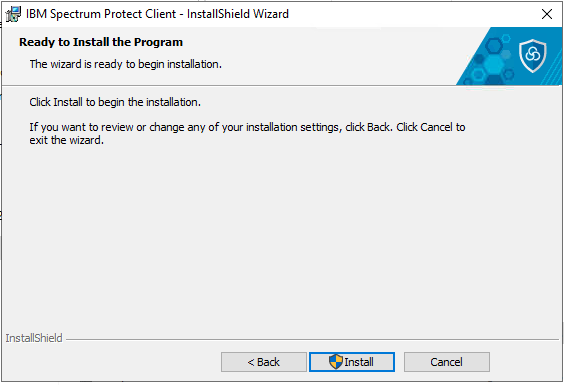 IBM Spectrum Protect Client - InstallShield Wizard
Ready to Install the Program
The wizard is ready to begin installation.
Click Install to begin the installation.
If you want to review or change any of your installation settings, click Back. Click Cancel to
exit the wizard.
InstallShield
< Back
Install
Cancel